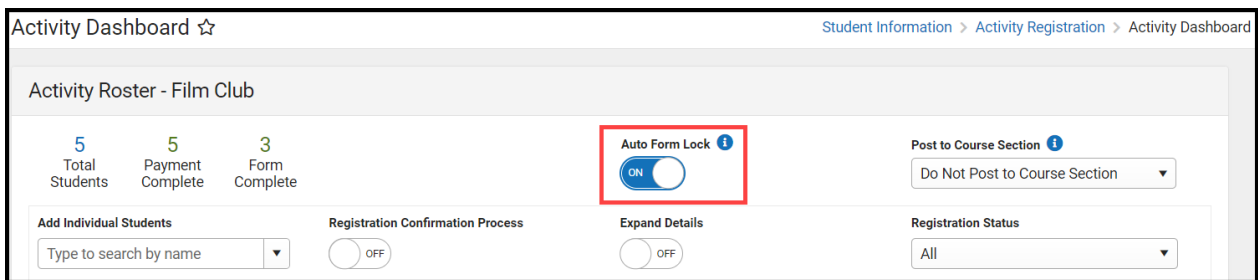 Activity Dashboard
Student Information > Activity Registration > Activity Dashboard
Activity Roster - Film Club
5
Total
Students
5
Payment
Complete
3
Form
Complete
Auto Form Lock
ON
Post to Course Section
Do Not Post to Course Section
Add Individual Students
Type to search by name
Registration Confirmation Process
OFF
Expand Details
OFF
Registration Status
All